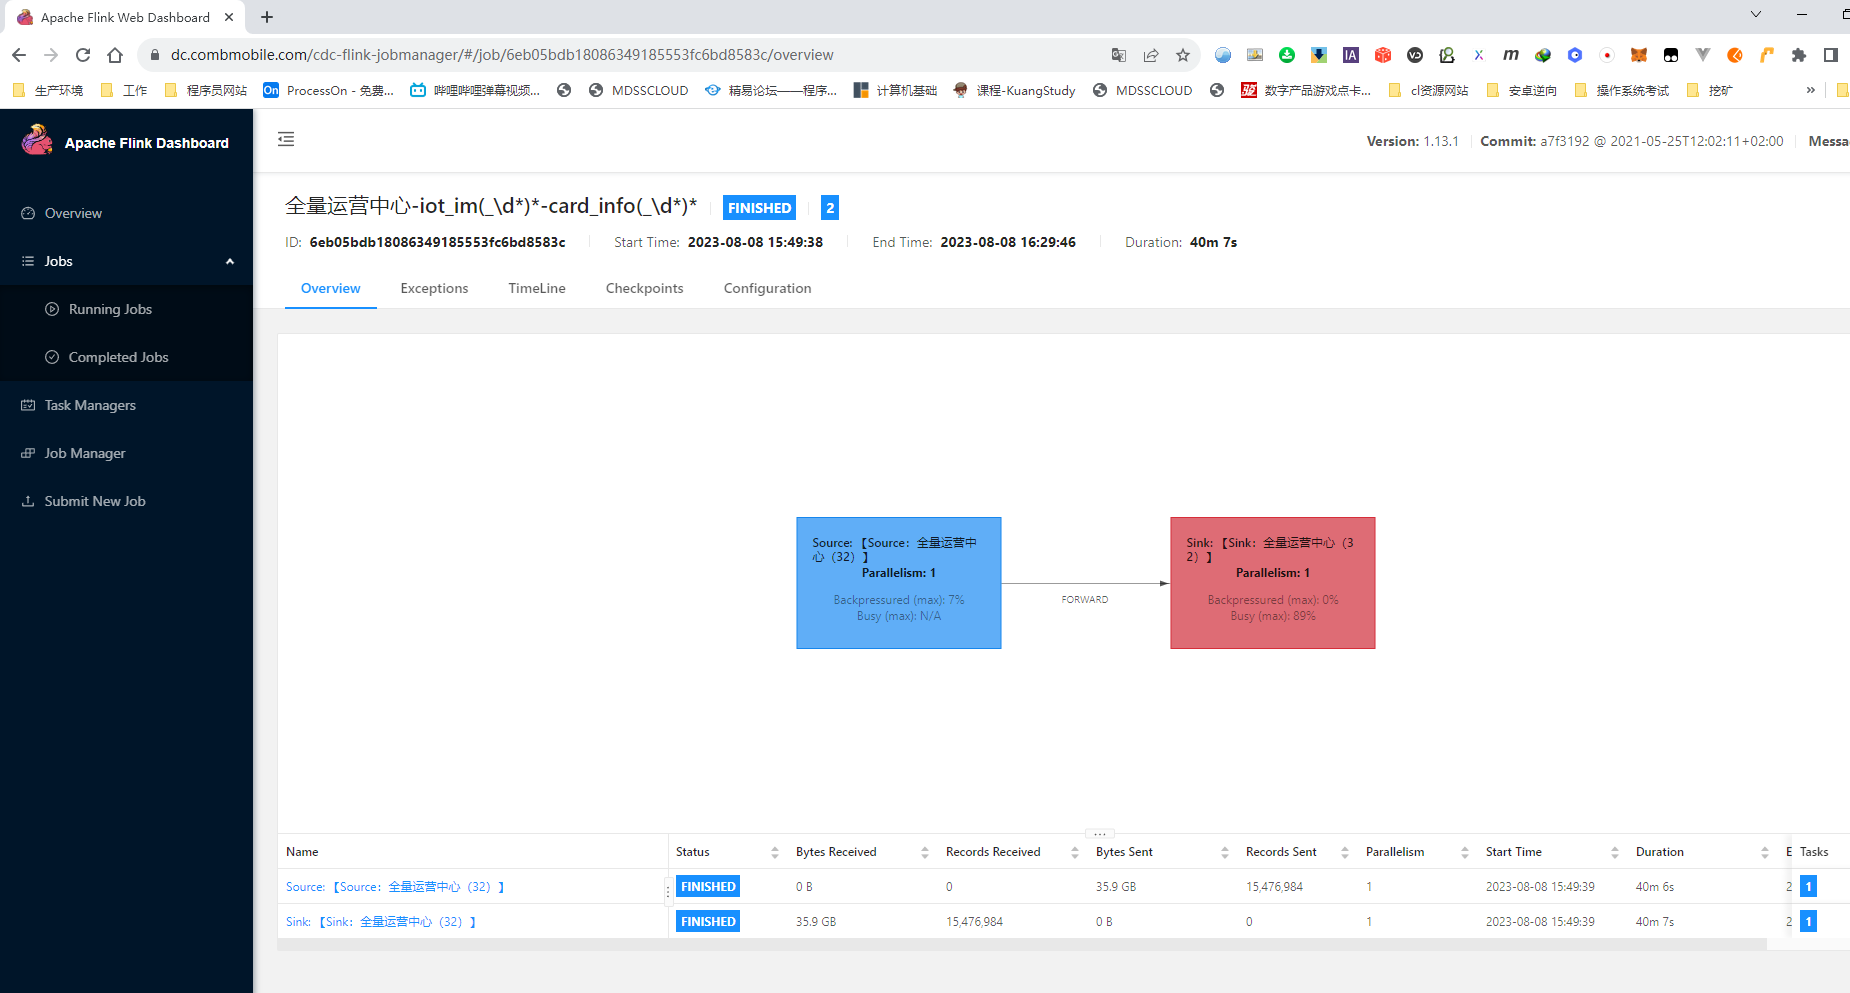 Apache Flink Web Dashboard
dc.combmobile.com/cdc-flink-jobmanager/#/job/6eb05bdb18086349185553fc6bd8583c/overview
生产环境 工作 程序员网站 On ProcessOn - 免费... 哔哩哔哩弹幕视频... MDSSCLOUD 精易论坛——程序... 计算机基础 课程-KuangStudy MDSSCLOUD 数字产品游戏点卡... cl资源网站 安卓逆向 操作系统考试 挖矿 »
Apache Flink Dashboard
Version: 1.13.1 Commit: a7f3192 @ 2021-05-25T12:02:11+02:00 Messa
Overview
Jobs
Running Jobs
Completed Jobs
Task Managers
Job Manager
Submit New Job
全量运营中心-iot_im(_\d*)*-card_info(_\d*)* FINISHED 2
ID: 6eb05bdb18086349185553fc6bd8583c Start Time: 2023-08-08 15:49:38 End Time: 2023-08-08 16:29:46 Duration: 40m 7s
Overview Exceptions TimeLine Checkpoints Configuration
Source: 【Source：全量运营中
心（32）】
Parallelism: 1
Backpressured (max): 7%
Busy (max): N/A
FORWARD
Sink: 【Sink：全量运营中心（3
2）】
Parallelism: 1
Backpressured (max): 0%
Busy (max): 89%
Name Status Bytes Received Records Received Bytes Sent Records Sent Parallelism Start Time Duration E Tasks
Source: 【Source：全量运营中心（32）】 FINISHED 0 B 0 35.9 GB 15,476,984 1 2023-08-08 15:49:39 40m 6s 2 1
Sink: 【Sink：全量运营中心（32）】 FINISHED 35.9 GB 15,476,984 0 B 0 1 2023-08-08 15:49:39 40m 7s 2 1